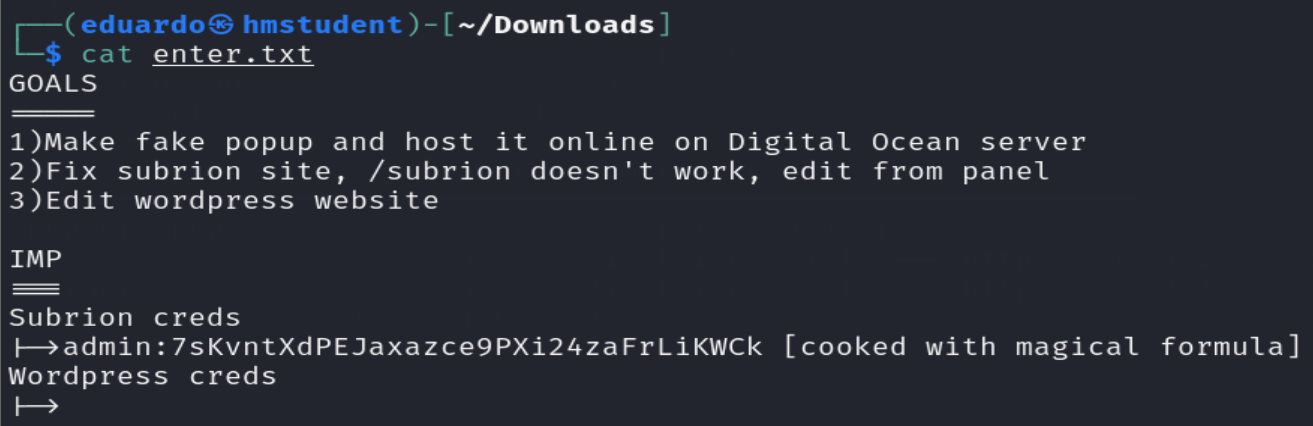 ┌──(eduardo㉿hmstudent)-[~/Downloads]
└─$ cat enter.txt
GOALS
=====
1)Make fake popup and host it online on Digital Ocean server
2)Fix subrion site, /subrion doesn't work, edit from panel
3)Edit wordpress website
IMP
===
Subrion creds
|->admin:7sKvntXdPEJaxazce9PXi24zaFrLiKWCk [cooked with magical formula]
Wordpress creds
|->